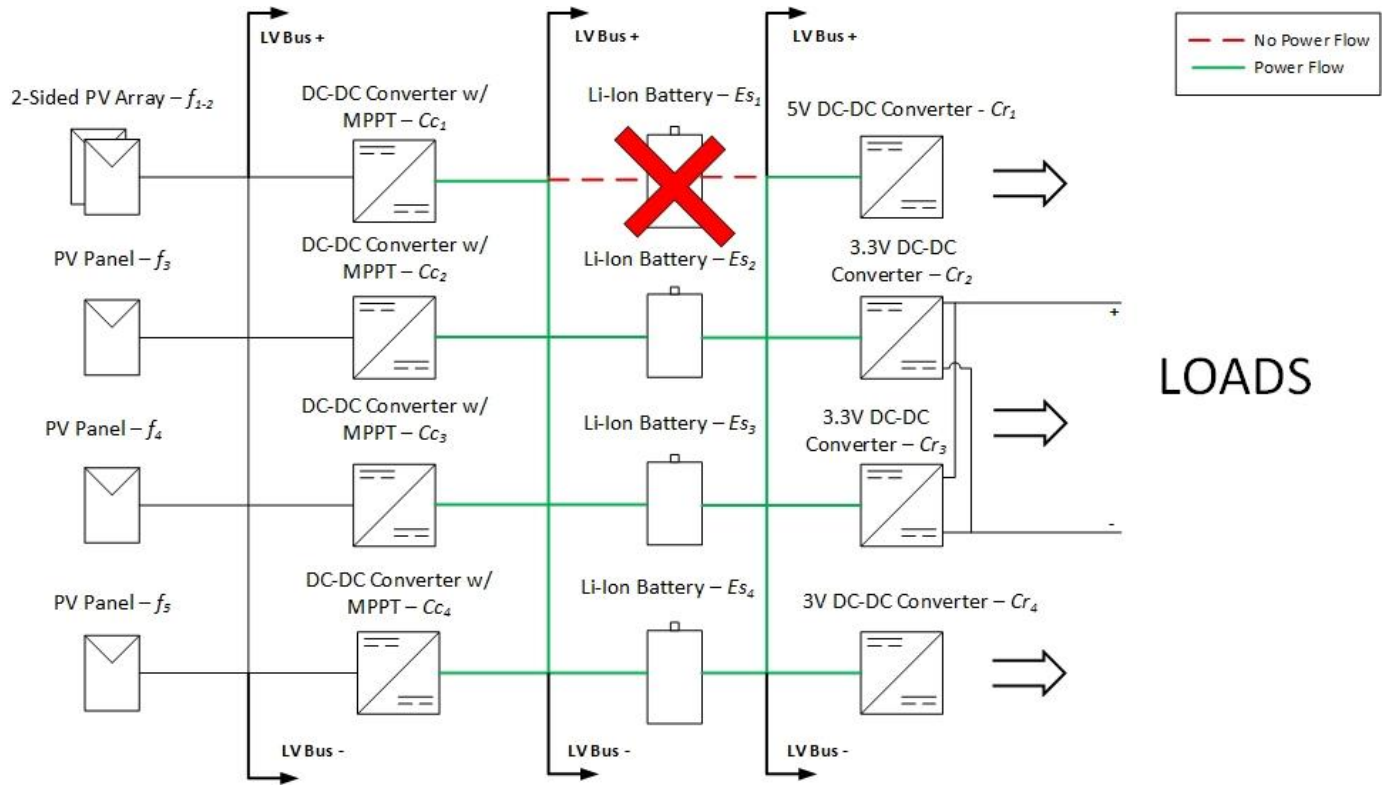 LV Bus +
LV Bus +
LV Bus +
No Power Flow
Power Flow
2-Sided PV Array – f1-2
DC-DC Converter w/
MPPT – Cc1
Li-Ion Battery – Es1
5V DC-DC Converter - Cr1
PV Panel – f3
DC-DC Converter w/
MPPT – Cc2
Li-Ion Battery – Es2
3.3V DC-DC
Converter – Cr2
+
LOADS
PV Panel – f4
DC-DC Converter w/
MPPT – Cc3
Li-Ion Battery – Es3
3.3V DC-DC
Converter – Cr3
-
PV Panel – f5
DC-DC Converter w/
MPPT – Cc4
Li-Ion Battery – Es4
3V DC-DC Converter – Cr4
LV Bus -
LV Bus -
LV Bus -